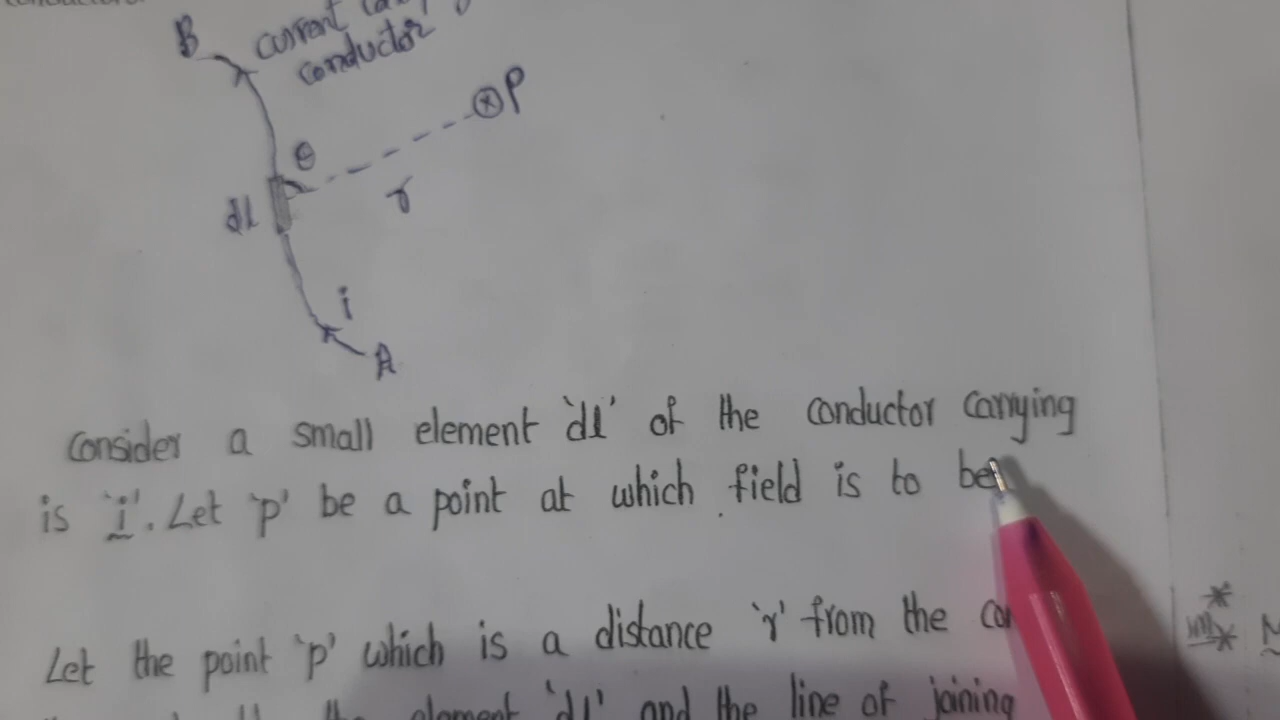 B
current
conductor
P
θ
dl
r
i
A
Consider a small element 'dl' of the conductor carrying
is 'i'. Let 'p' be a point at which field is to be
Let the point 'p' which is a distance 'r' from the
element 'dl' and the line of joining